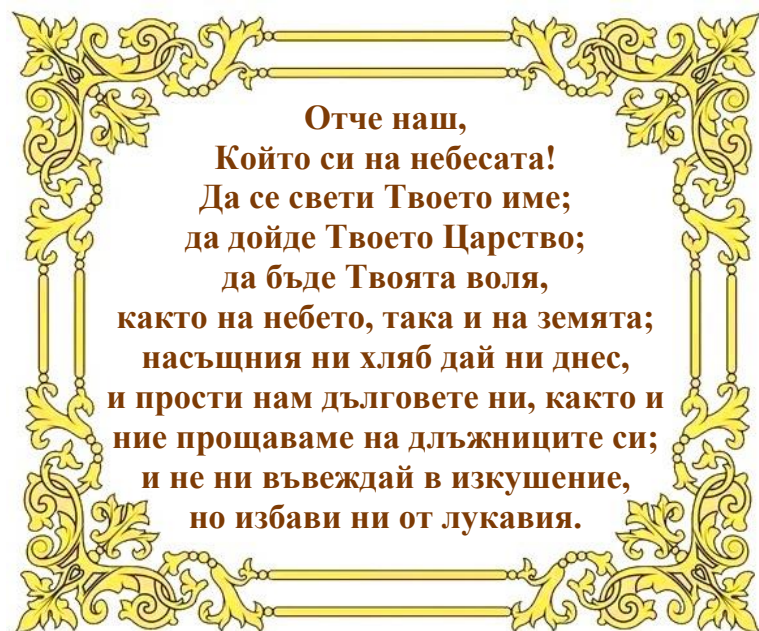 Отче наш,
Който си на небесата!
Да се свети Твоето име;
да дойде Твоето Царство;
да бъде Твоята воля,
както на небето, така и на земята;
насъщния ни хляб дай ни днес,
и прости нам дълговете ни, както и
ние прощаваме на длъжниците си;
и не ни въвеждай в изкушение,
но избави ни от лукавия.